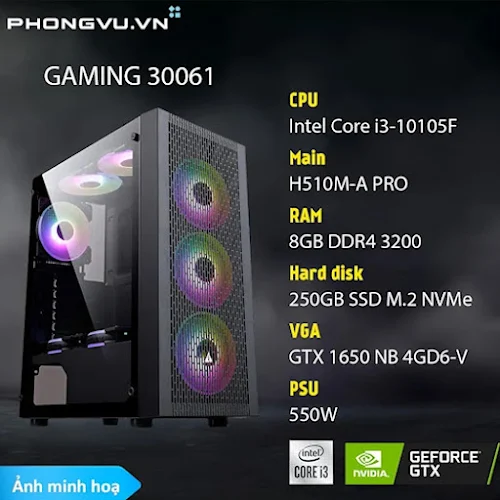 PHONGVU.VN
GAMING 30061
CPU
Intel Core i3-10105F
Main
H510M-A PRO
RAM
8GB DDR4 3200
Hard disk
250GB SSD M.2 NVMe
VGA
GTX 1650 NB 4GD6-V
PSU
550W
intel
CORE i3
NVIDIA
GEFORCE
GTX
Ảnh minh hoạ